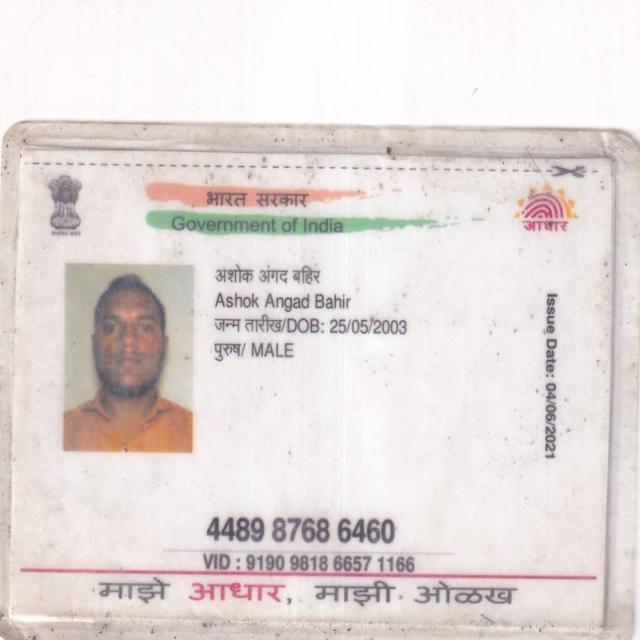 भारत सरकार
Government of India
आधार
अशोक अंगद बहिर
Ashok Angad Bahir
जन्म तारीख/DOB: 25/05/2003
पुरुष/ MALE
Issue Date: 04/06/2021
4489 8768 6460
VID : 9190 9818 6657 1166
माझे आधार, माझी ओळख